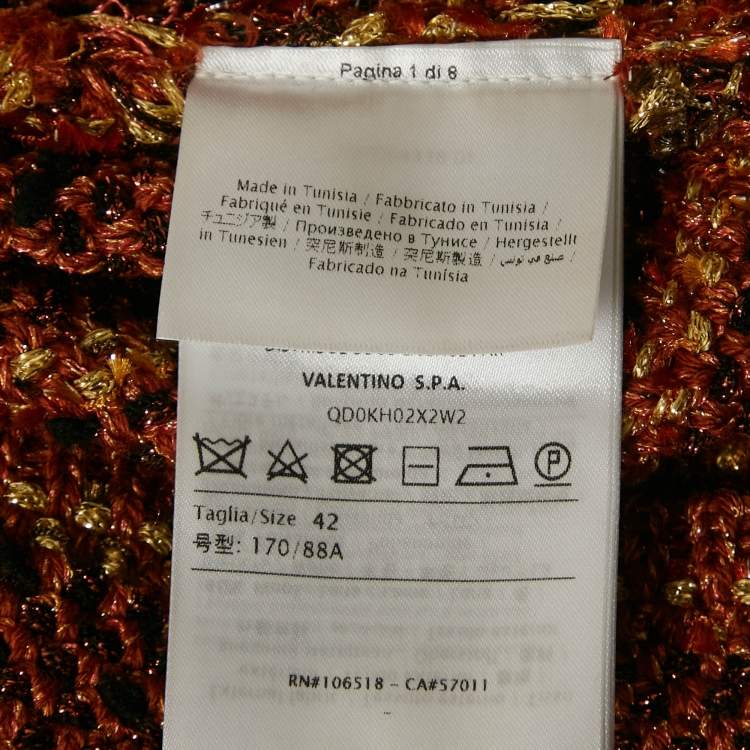 Pagina 1 di 8
Made in Tunisia / Fabbricato in Tunisia /
Fabriqué en Tunisie / Fabricado en Tunisia /
チュニジア製 / Произведено в Тунисе / Hergestellt
in Tunesien / 突尼斯制造 / 突尼斯製造 / صنع في تونس /
Fabricado na Tunísia
VALENTINO S.P.A.
QD0KH02X2W2
P
Taglia/Size 42
号型: 170/88A
RN#106518 – CA#57011